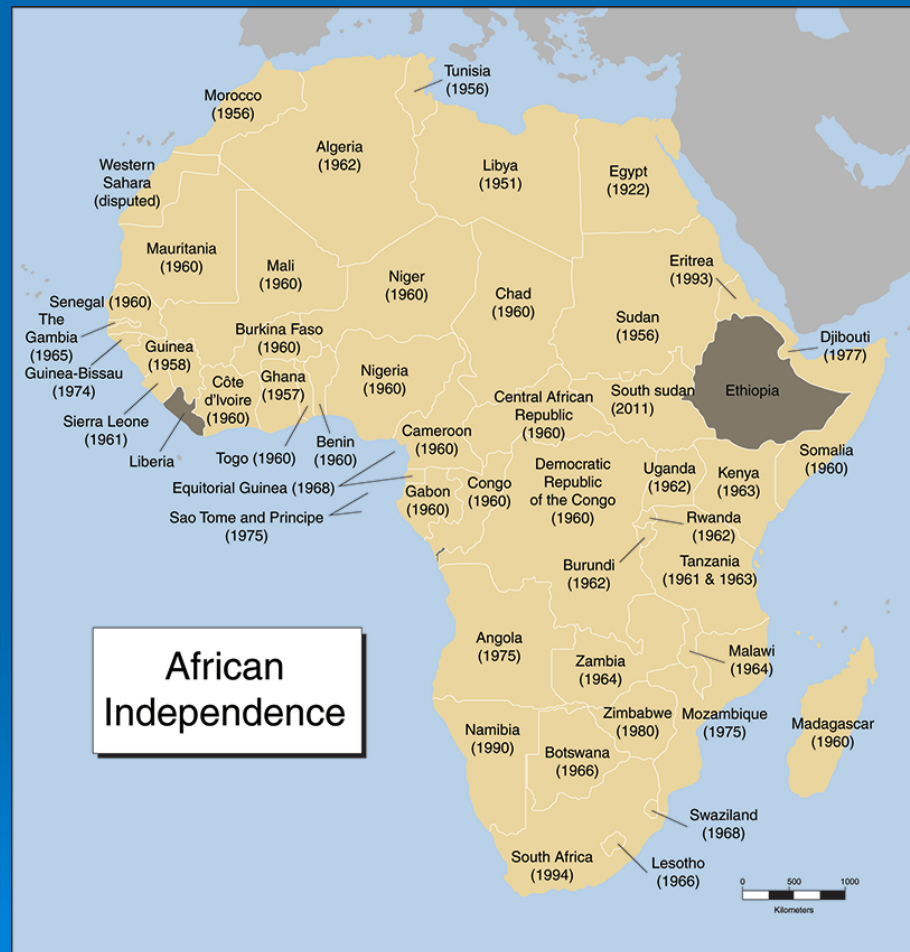 Tunisia
(1956)
Morocco
(1956)
Algeria
(1962)
Libya
(1951)
Egypt
(1922)
Western
Sahara
(disputed)
Mauritania
(1960)
Mali
(1960)
Niger
(1960)
Chad
(1960)
Eritrea
(1993)
Senegal (1960)
The
Gambia
(1965)
Guinea-Bissau
(1974)
Guinea
(1958)
Burkina Faso
(1960)
Sudan
(1956)
Djibouti
(1977)
Côte
d'Ivoire
(1960)
Ghana
(1957)
Nigeria
(1960)
South sudan
(2011)
Ethiopia
Sierra Leone
(1961)
Liberia
Togo (1960)
Benin
(1960)
Cameroon
(1960)
Central African
Republic
(1960)
Somalia
(1960)
Equitorial Guinea (1968)
Sao Tome and Principe
(1975)
Gabon
(1960)
Congo
(1960)
Democratic
Republic
of the Congo
(1960)
Uganda
(1962)
Kenya
(1963)
Rwanda
(1962)
Burundi
(1962)
Tanzania
(1961 & 1963)
African
Independence
Angola
(1975)
Zambia
(1964)
Malawi
(1964)
Namibia
(1990)
Zimbabwe
(1980)
Mozambique
(1975)
Madagascar
(1960)
Botswana
(1966)
Swaziland
(1968)
South Africa
(1994)
Lesotho
(1966)
0 500 1000
Kilometers